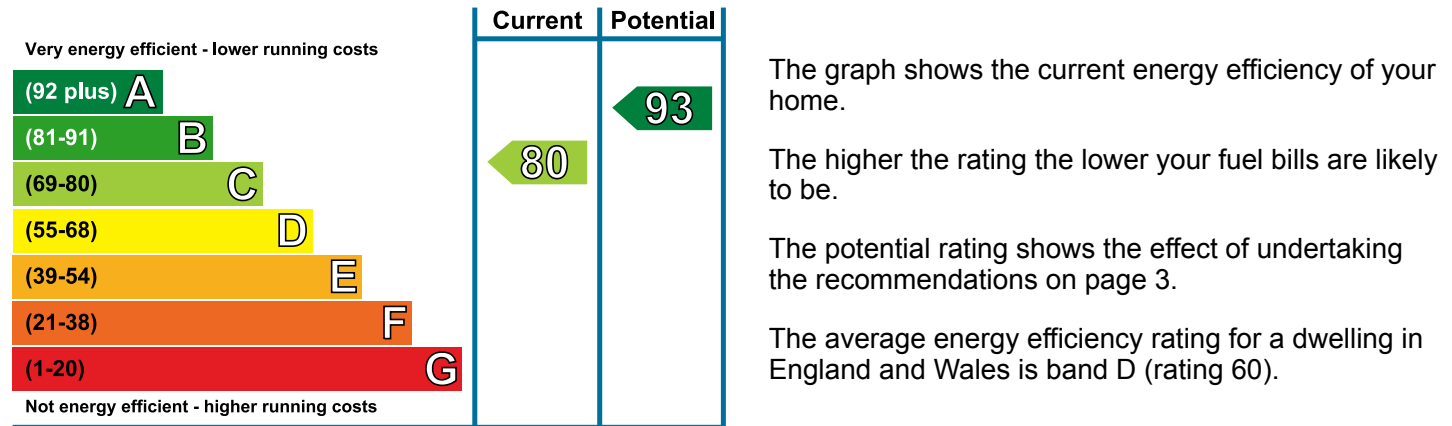 Current Potential
Very energy efficient - lower running costs
(92 plus) A
93
(81-91) B
80
(69-80) C
(55-68) D
(39-54) E
(21-38) F
(1-20) G
Not energy efficient - higher running costs
The graph shows the current energy efficiency of your
home.
The higher the rating the lower your fuel bills are likely
to be.
The potential rating shows the effect of undertaking
the recommendations on page 3.
The average energy efficiency rating for a dwelling in
England and Wales is band D (rating 60).